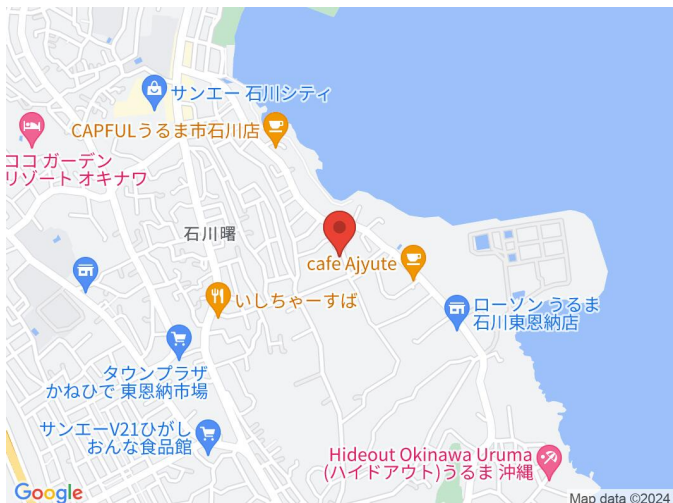 サンエー 石川シティ
CAPFULうるま市石川店
ココ ガーデン
リゾート オキナワ
石川曙
cafe Ajyute
いしちゃーすば
ローソン うるま
石川東恩納店
タウンプラザ
かねひで 東恩納市場
サンエーV21ひがし
おんな食品館
Hideout Okinawa Uruma
(ハイドアウト)うるま 沖縄
Google
Map data ©2024